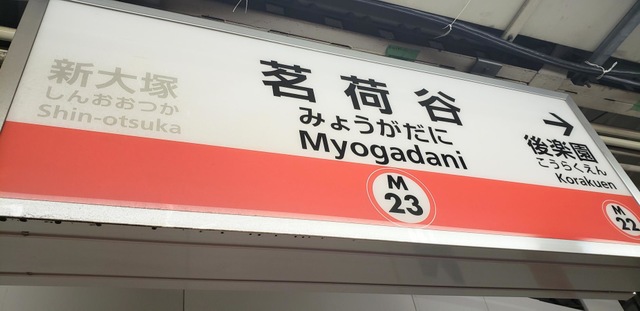 新大塚
しんおおつか
Shin-otsuka
茗荷谷
みょうがだに
Myogadani
M
23
→
後楽園
こうらくえん
Korakuen
M
22